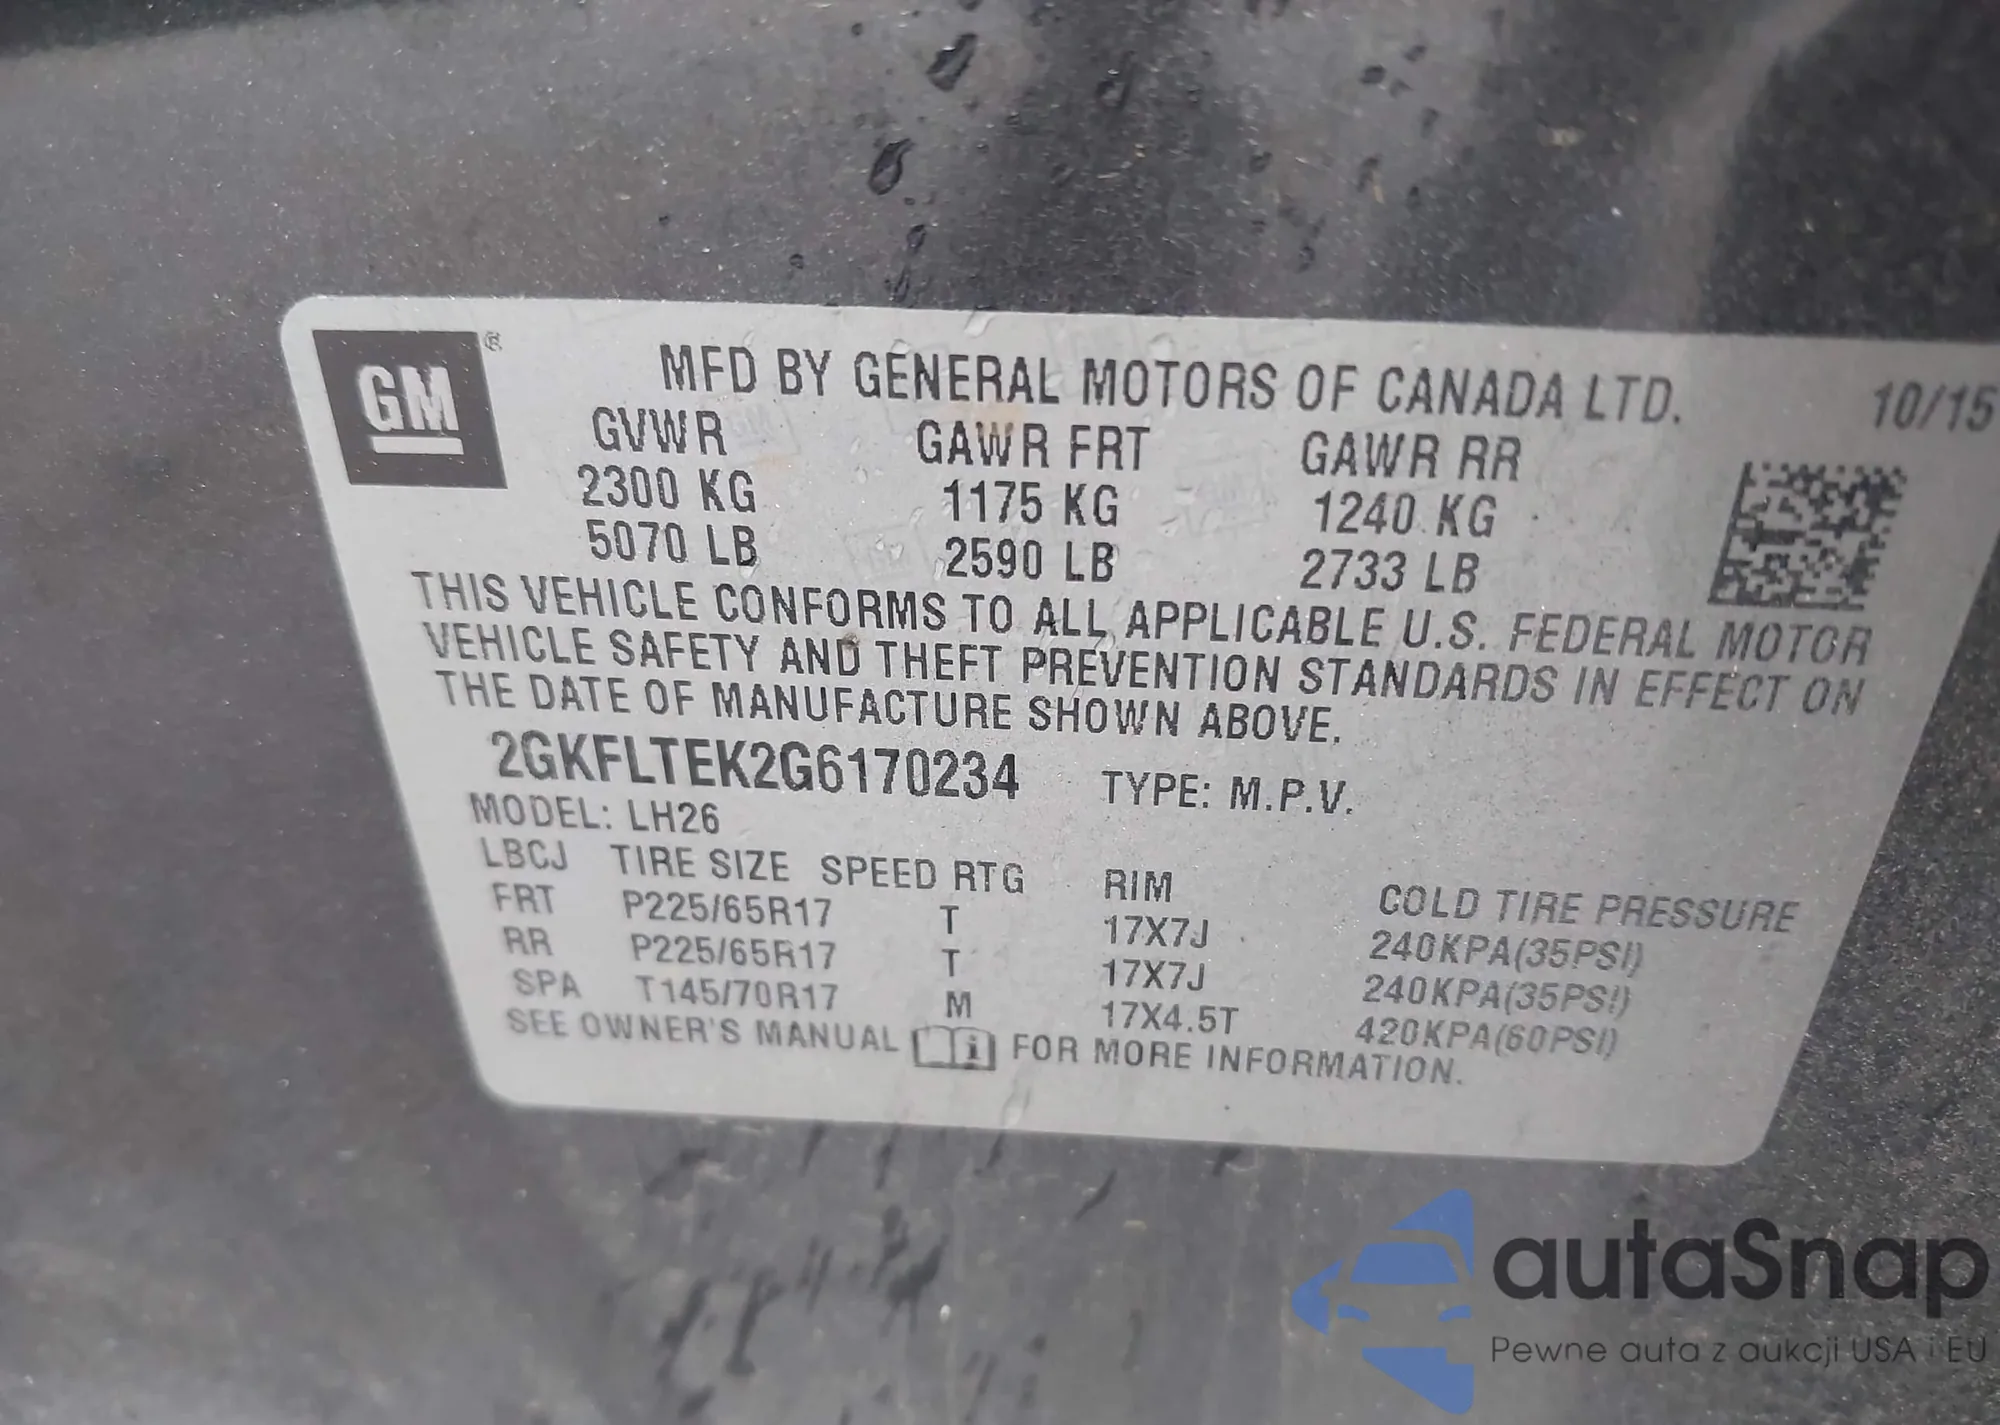 GM ®
MFD BY GENERAL MOTORS OF CANADA LTD. 10/15
GVWR GAWR FRT GAWR RR
2300 KG 1175 KG 1240 KG
5070 LB 2590 LB 2733 LB
THIS VEHICLE CONFORMS TO ALL APPLICABLE U.S. FEDERAL MOTOR
VEHICLE SAFETY AND THEFT PREVENTION STANDARDS IN EFFECT ON
THE DATE OF MANUFACTURE SHOWN ABOVE.
2GKFLTEK2G6170234 TYPE: M.P.V.
MODEL: LH26
LBCJ TIRE SIZE SPEED RTG RIM COLD TIRE PRESSURE
FRT P225/65R17 T 17X7J 240KPA(35PSI)
RR P225/65R17 T 17X7J 240KPA(35PSI)
SPA T145/70R17 M 17X4.5T 420KPA(60PSI)
SEE OWNER'S MANUAL i FOR MORE INFORMATION.
autaSnap
Pewne auta z aukcji USA i EU